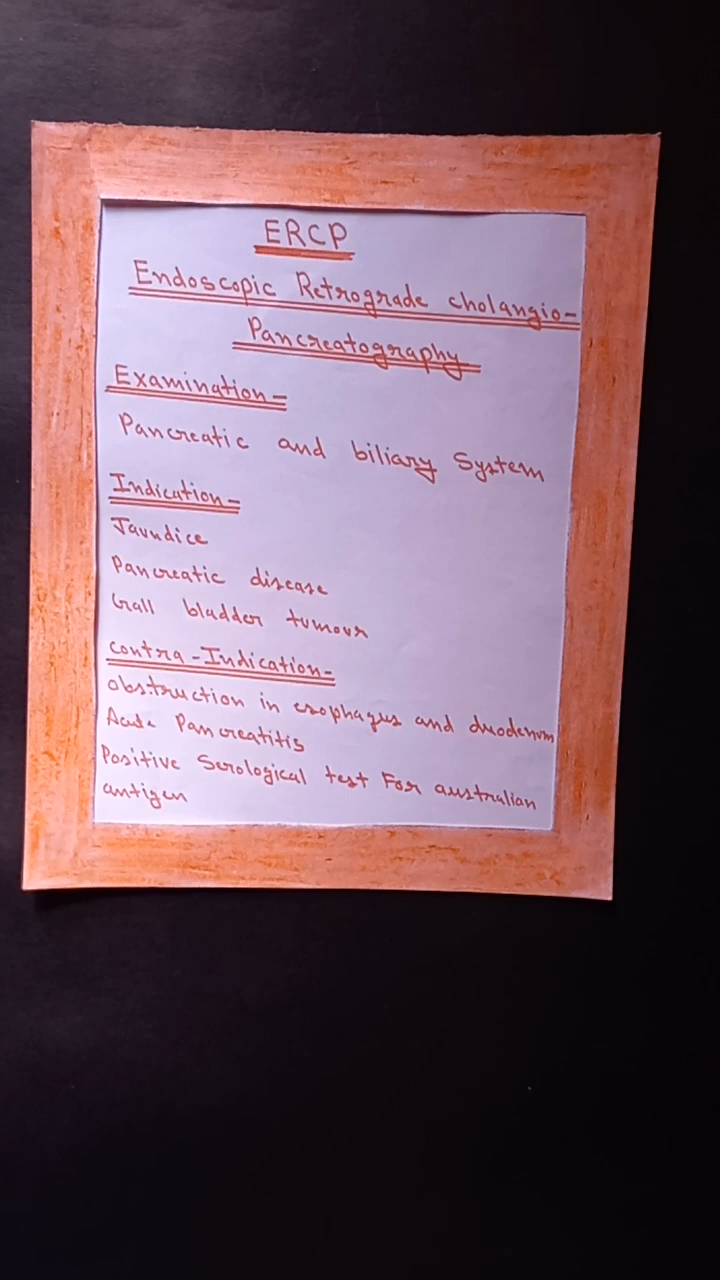 ERCP
Endoscopic Retrograde cholangio-
Pancreatography
Examination-
Pancreatic and biliary System
Indication-
Jaundice
Pancreatic disease
Gall bladder tumour
Contra-Indication-
Obstruction in esophagus and duodenum
Acute Pancreatitis
Positive Serological test For australian
antigen